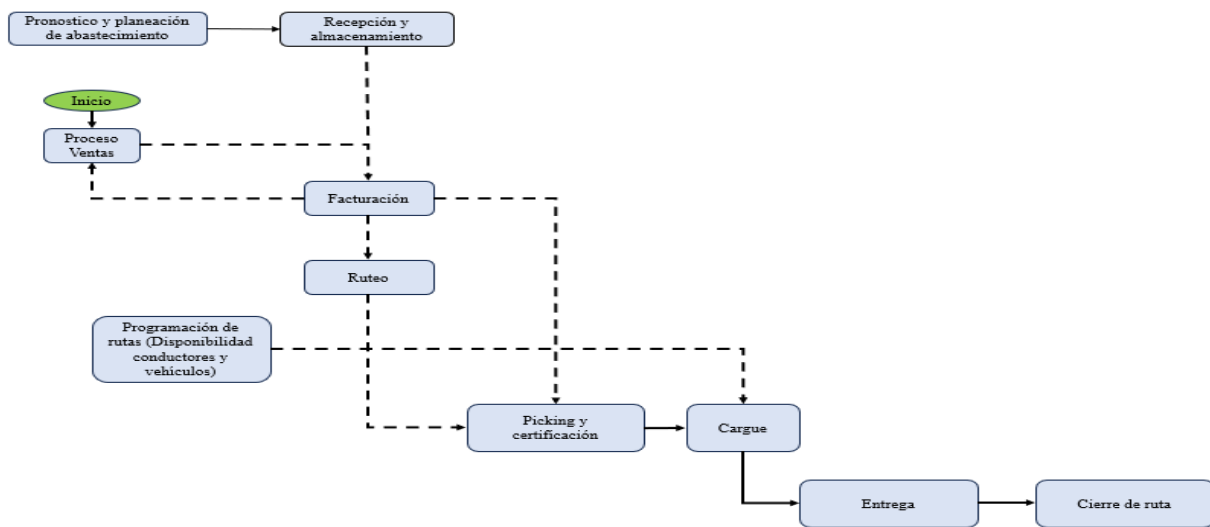 Pronostico y planeación
de abastecimiento
Recepción y
almacenamiento
Inicio
Proceso
Ventas
Facturación
Ruteo
Programación de
rutas (Disponibilidad
conductores y
vehículos)
Picking y
certificación
Cargue
Entrega
Cierre de ruta